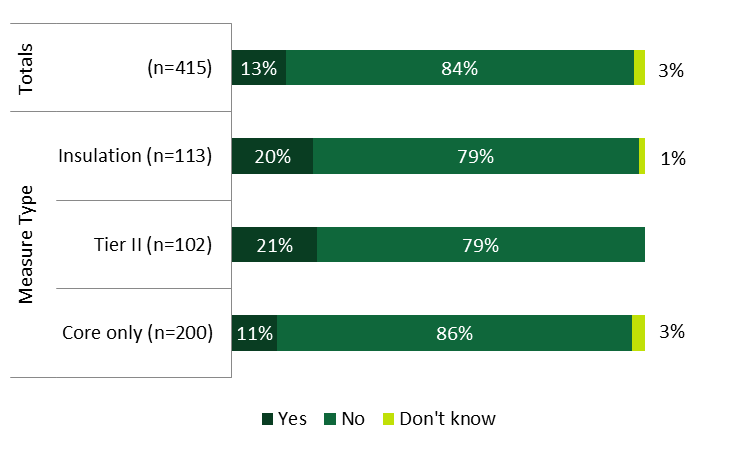 Totals
(n=415)
13%
84%
3%
Measure Type
Insulation (n=113)
20%
79%
1%
Tier II (n=102)
21%
79%
Core only (n=200)
11%
86%
3%
Yes
No
Don't know